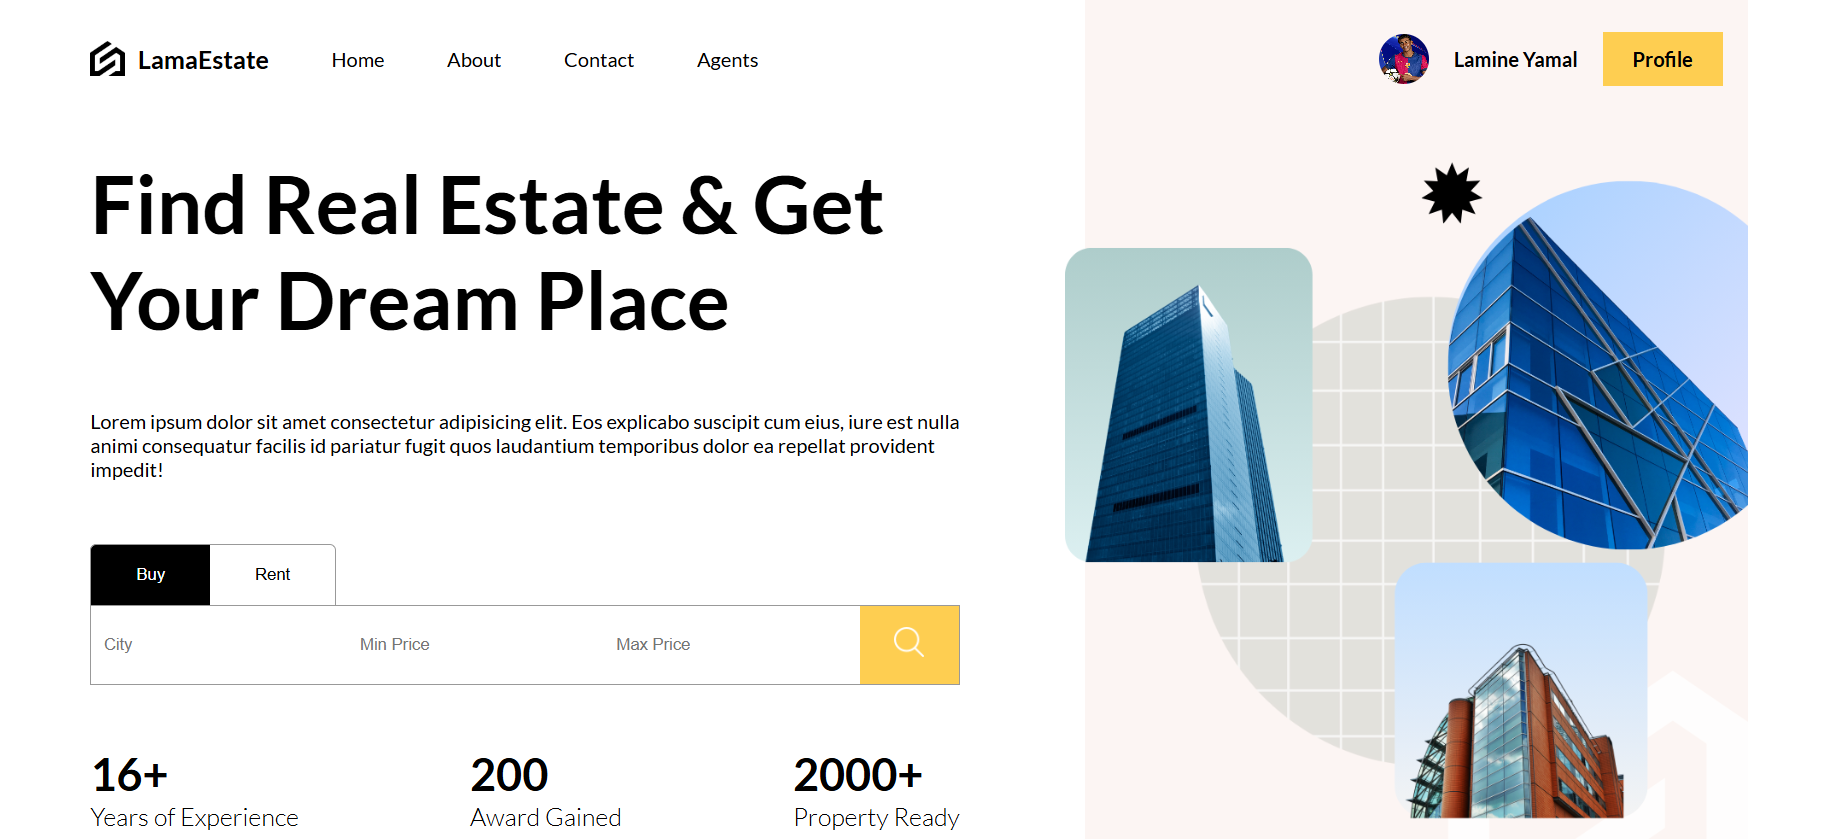 LamaEstate
Home
About
Contact
Agents
Lamine Yamal
Profile
Find Real Estate & Get
Your Dream Place
Lorem ipsum dolor sit amet consectetur adipisicing elit. Eos explicabo suscipit cum eius, iure est nulla
animi consequatur facilis id pariatur fugit quos laudantium temporibus dolor ea repellat provident
impedit!
Buy
Rent
City
Min Price
Max Price
16+
Years of Experience
200
Award Gained
2000+
Property Ready